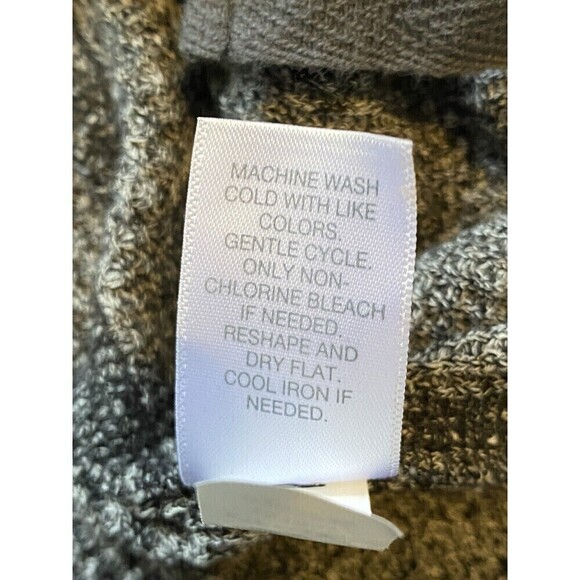 MACHINE WASH
COLD WITH LIKE
COLORS.
GENTLE CYCLE.
ONLY NON-
CHLORINE BLEACH
IF NEEDED.
RESHAPE AND
DRY FLAT.
COOL IRON IF
NEEDED.